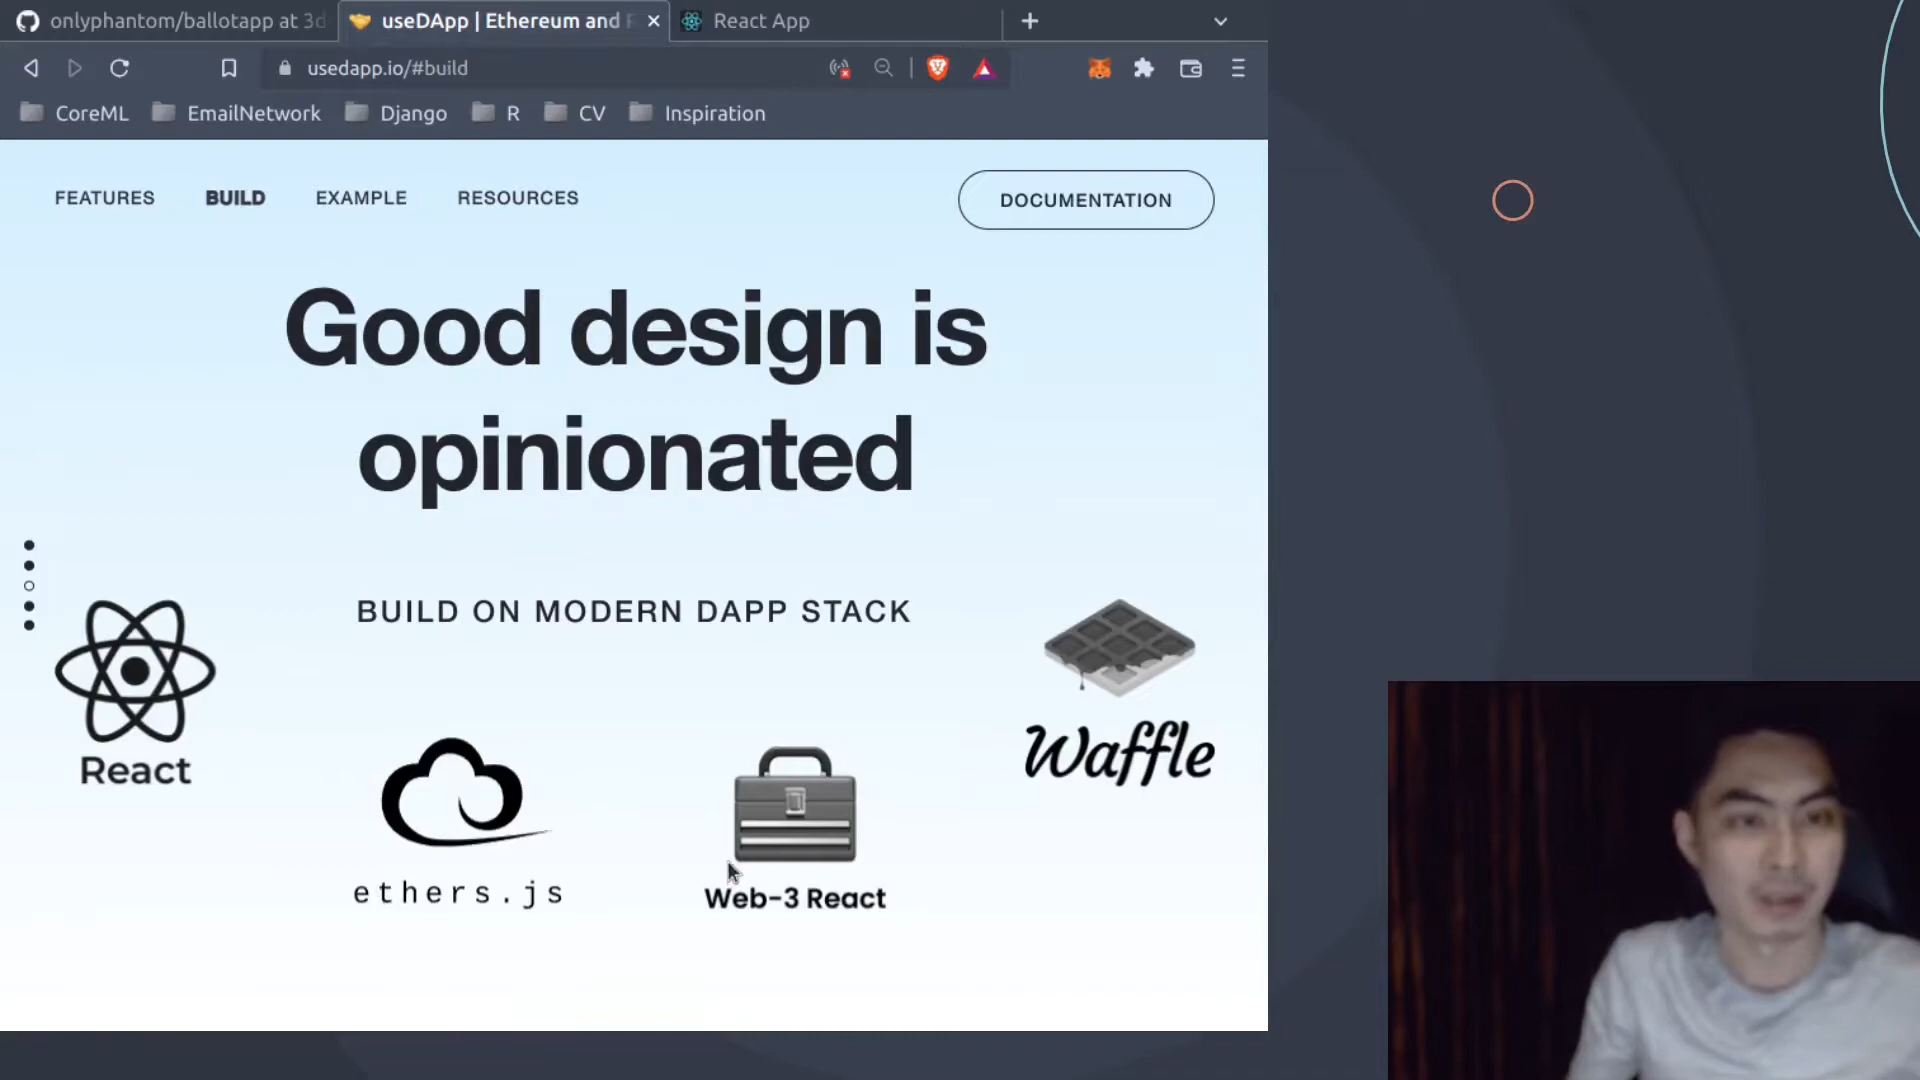 onlyphantom/ballotapp at 3d
useDApp | Ethereum and
React App
usedapp.io/#build
CoreML
EmailNetwork
Django
R
CV
Inspiration
FEATURES
BUILD
EXAMPLE
RESOURCES
DOCUMENTATION
Good design is
opinionated
BUILD ON MODERN DAPP STACK
React
ethers.js
Web-3 React
Waffle